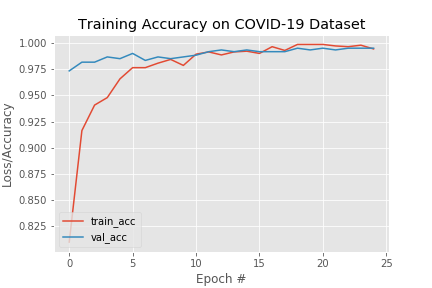 Training Accuracy on COVID-19 Dataset
1.000
0.975
0.950
0.925
0.900
0.875
0.850
0.825
Loss/Accuracy
train_acc
val_acc
0 5 10 15 20 25
Epoch #